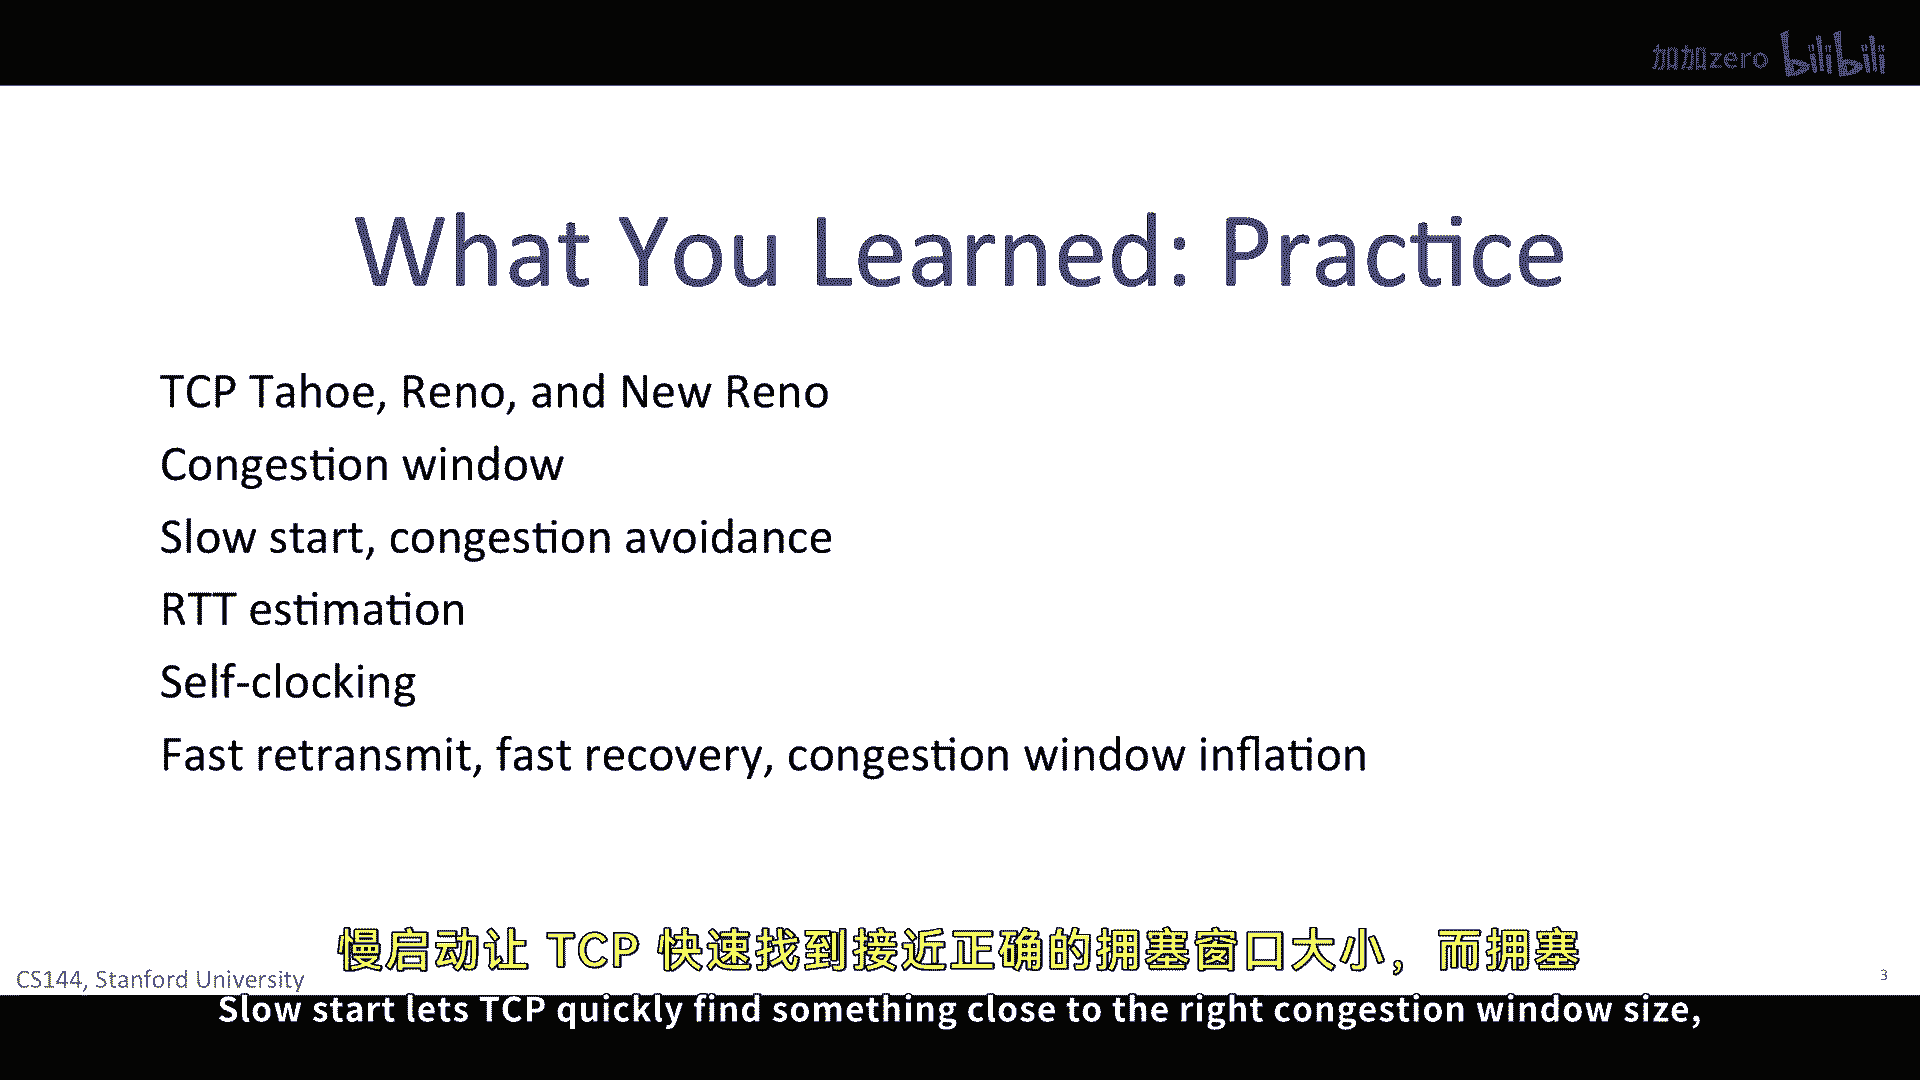 加加zero bilibili
What You Learned: Practice
TCP Tahoe, Reno, and New Reno
Congestion window
Slow start, congestion avoidance
RTT estimation
Self-clocking
Fast retransmit, fast recovery, congestion window inflation
慢启动让 TCP 快速找到接近正确的拥塞窗口大小，而拥塞
CS144, Stanford University
3
Slow start lets TCP quickly find something close to the right congestion window size,